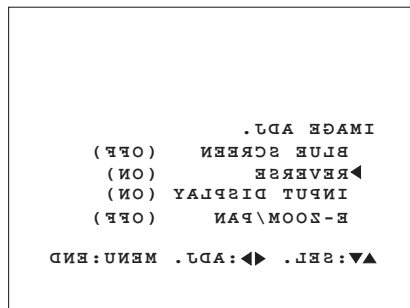 IMAGE ADJ.
BLUE SCREEN (OFF)
▶REVERSE (ON)
INPUT DISPLAY (ON)
E-ZOOM/PAN (OFF)
▲▼:SEL. ◀▶:ADJ. MENU:END